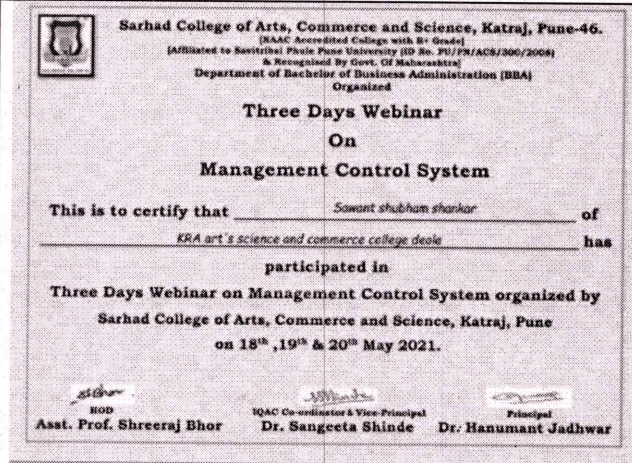 Sarhad College of Arts, Commerce and Science, Katraj, Pune-46.
[NAAC Accredited College with B+ Grade]
[Affiliated to Savitribai Phule Pune University (ID No. PU/PN/ACS/300/2008)
& Recognised By Govt. Of Maharashtra]
Department of Bachelor of Business Administration [BBA]
Organized
Three Days Webinar
On
Management Control System
This is to certify that Sawant shubham shankar of
KRA art's science and commerce college deola has
participated in
Three Days Webinar on Management Control System organized by
Sarhad College of Arts, Commerce and Science, Katraj, Pune
on 18th ,19th & 20th May 2021.
HOD
Asst. Prof. Shreeraj Bhor
IQAC Co-ordinator & Vice-Principal
Dr. Sangeeta Shinde
Principal
Dr. Hanumant Jadhwar